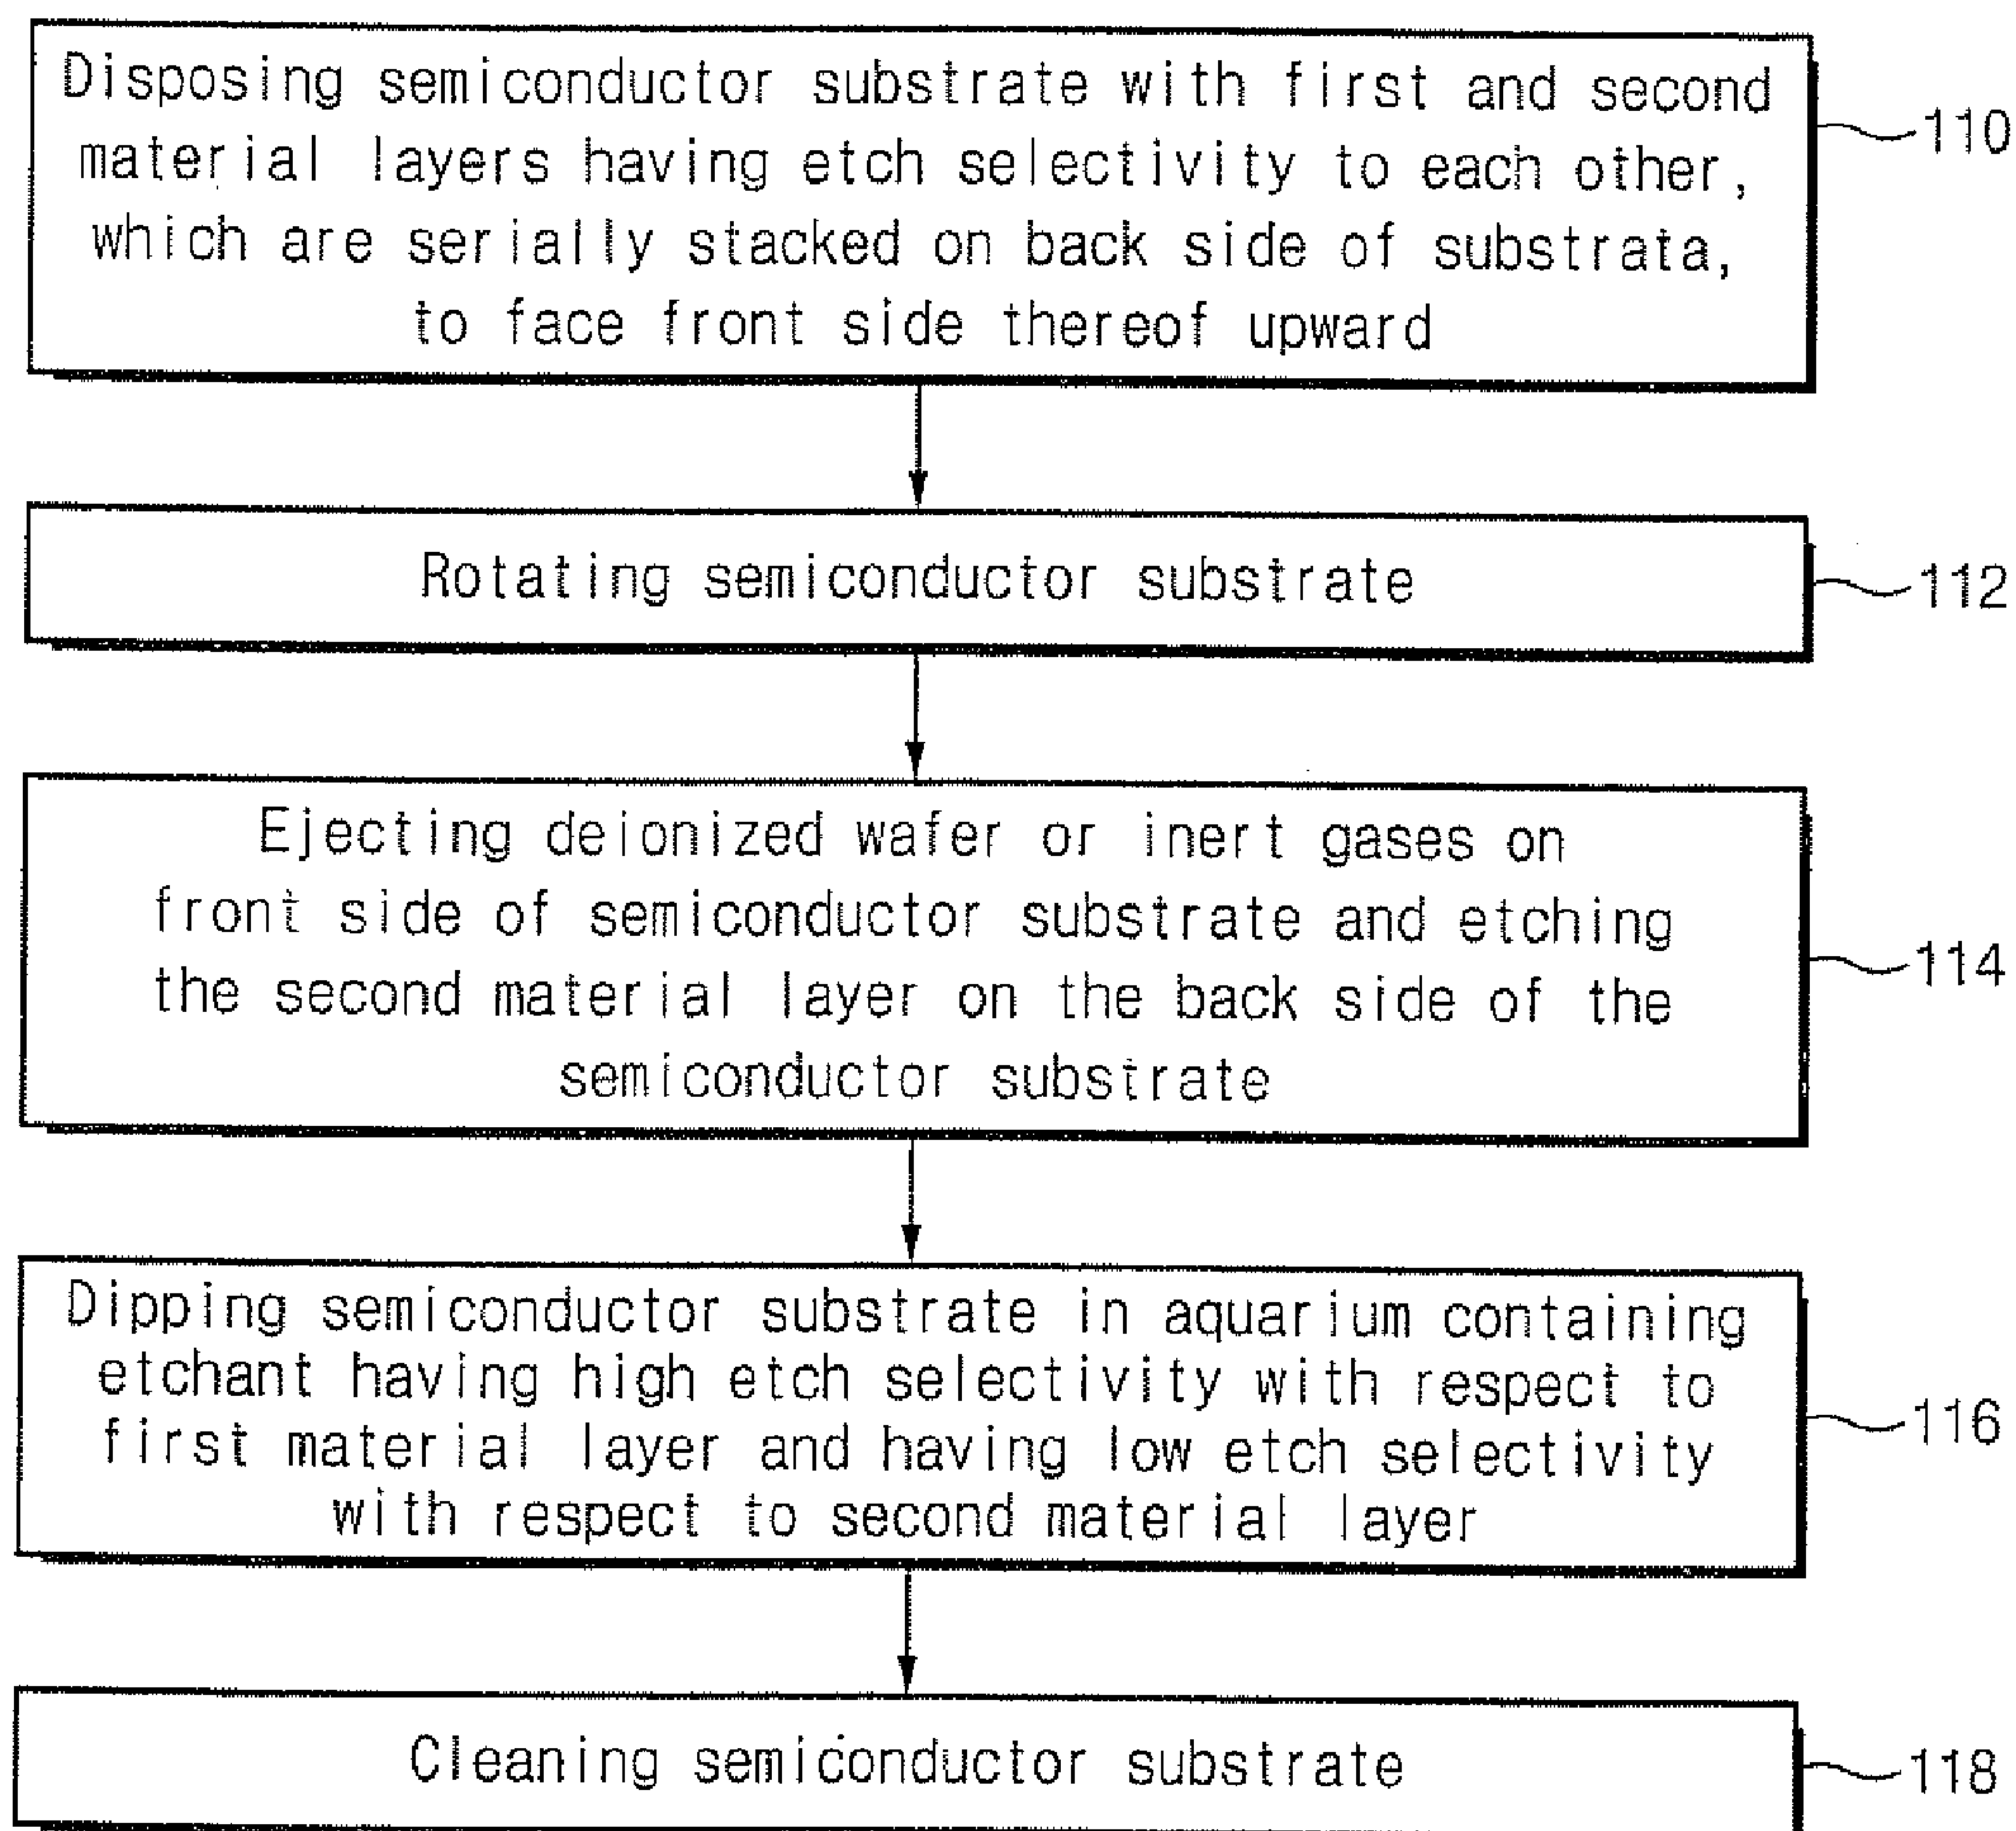 Disposing semiconductor substrate with first and second
material layers having etch selectivity to each other,
which are serially stacked on back side of substrata,
to face front side thereof upward
110
Rotating semiconductor substrate
112
Ejecting deionized wafer or inert gases on
front side of semiconductor substrate and etching
the second material layer on the back side of the
semiconductor substrate
114
Dipping semiconductor substrate in aquarium containing
etchant having high etch selectivity with respect to
first material layer and having low etch selectivity
with respect to second material layer
116
Cleaning semiconductor substrate
118